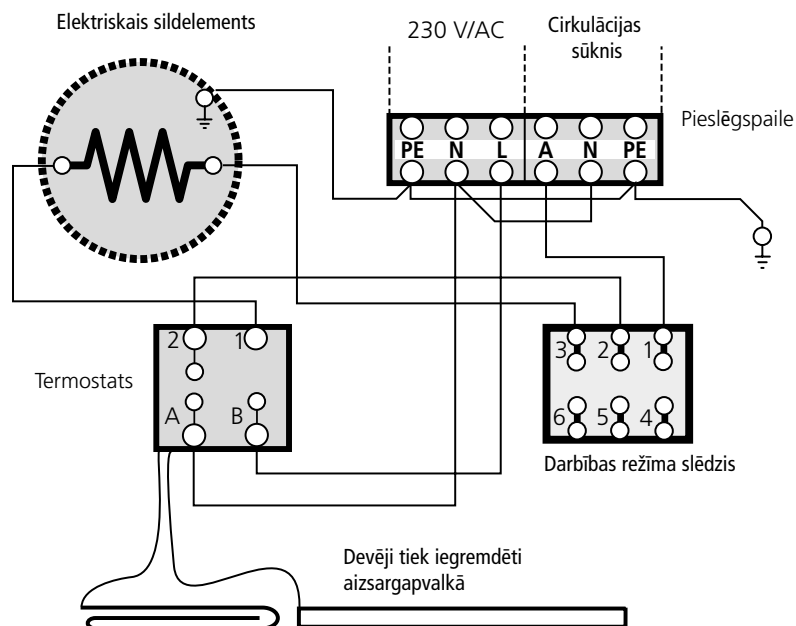 Elektriskais sildelements
230 V/AC
Cirkulācijas
sūknis
Pieslēgspaile
PE N L A N PE
2 1
3 2 1
Termostats
A B
6 5 4
Darbības režīma slēdzis
Devēji tiek iegremdēti
aizsargapvalkā